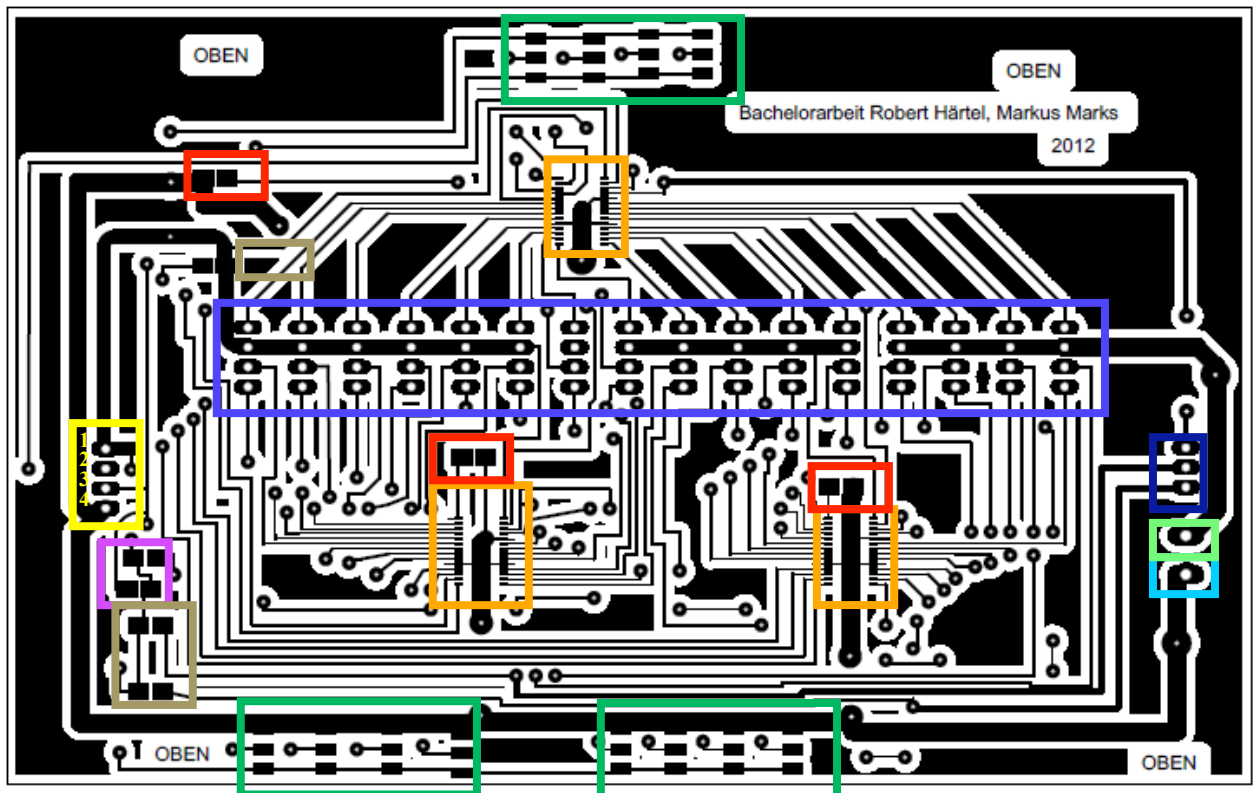 OBEN
OBEN
Bachelorarbeit Robert Härtel, Markus Marks
2012
1
2
3
4
OBEN
OBEN